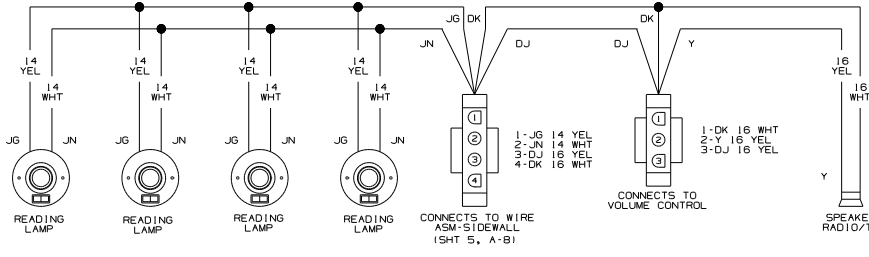 JG DK
DK
JN
DJ
DJ
Y
14
YEL
14
WHT
14
YEL
14
WHT
14
YEL
14
WHT
14
YEL
14
WHT
16
YEL
16
WHT
JG
JN
JG
JN
JG
JN
JG
JN
1
2
3
4
1-JG 14 YEL
2-JN 14 WHT
3-DJ 16 YEL
4-DK 16 WHT
1
2
3
1-DK 16 WHT
2-Y 16 YEL
3-DJ 16 YEL
Y
READING
LAMP
READING
LAMP
READING
LAMP
READING
LAMP
CONNECTS TO WIRE
ASM-SIDEWALL
(SHT 5, A-8)
CONNECTS TO
VOLUME CONTROL
SPEAKE
RADIO/T